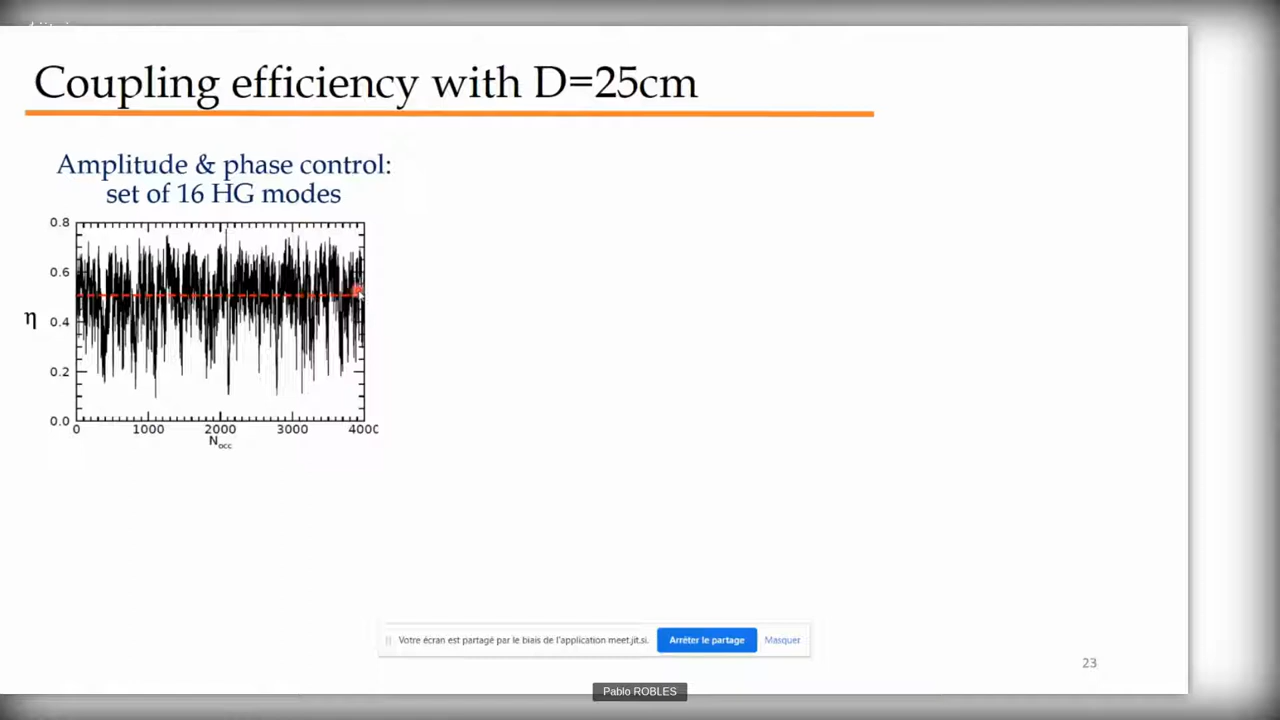 Coupling efficiency with D=25cm
Amplitude & phase control:
set of 16 HG modes
0.8
0.6
η
0.4
0.2
0.0
0 1000 2000 3000 400
Nocc
Votre écran est partagé par le biais de l'application meet.jit.si. Arrêter le partage Masquer
23
Pablo ROBLES